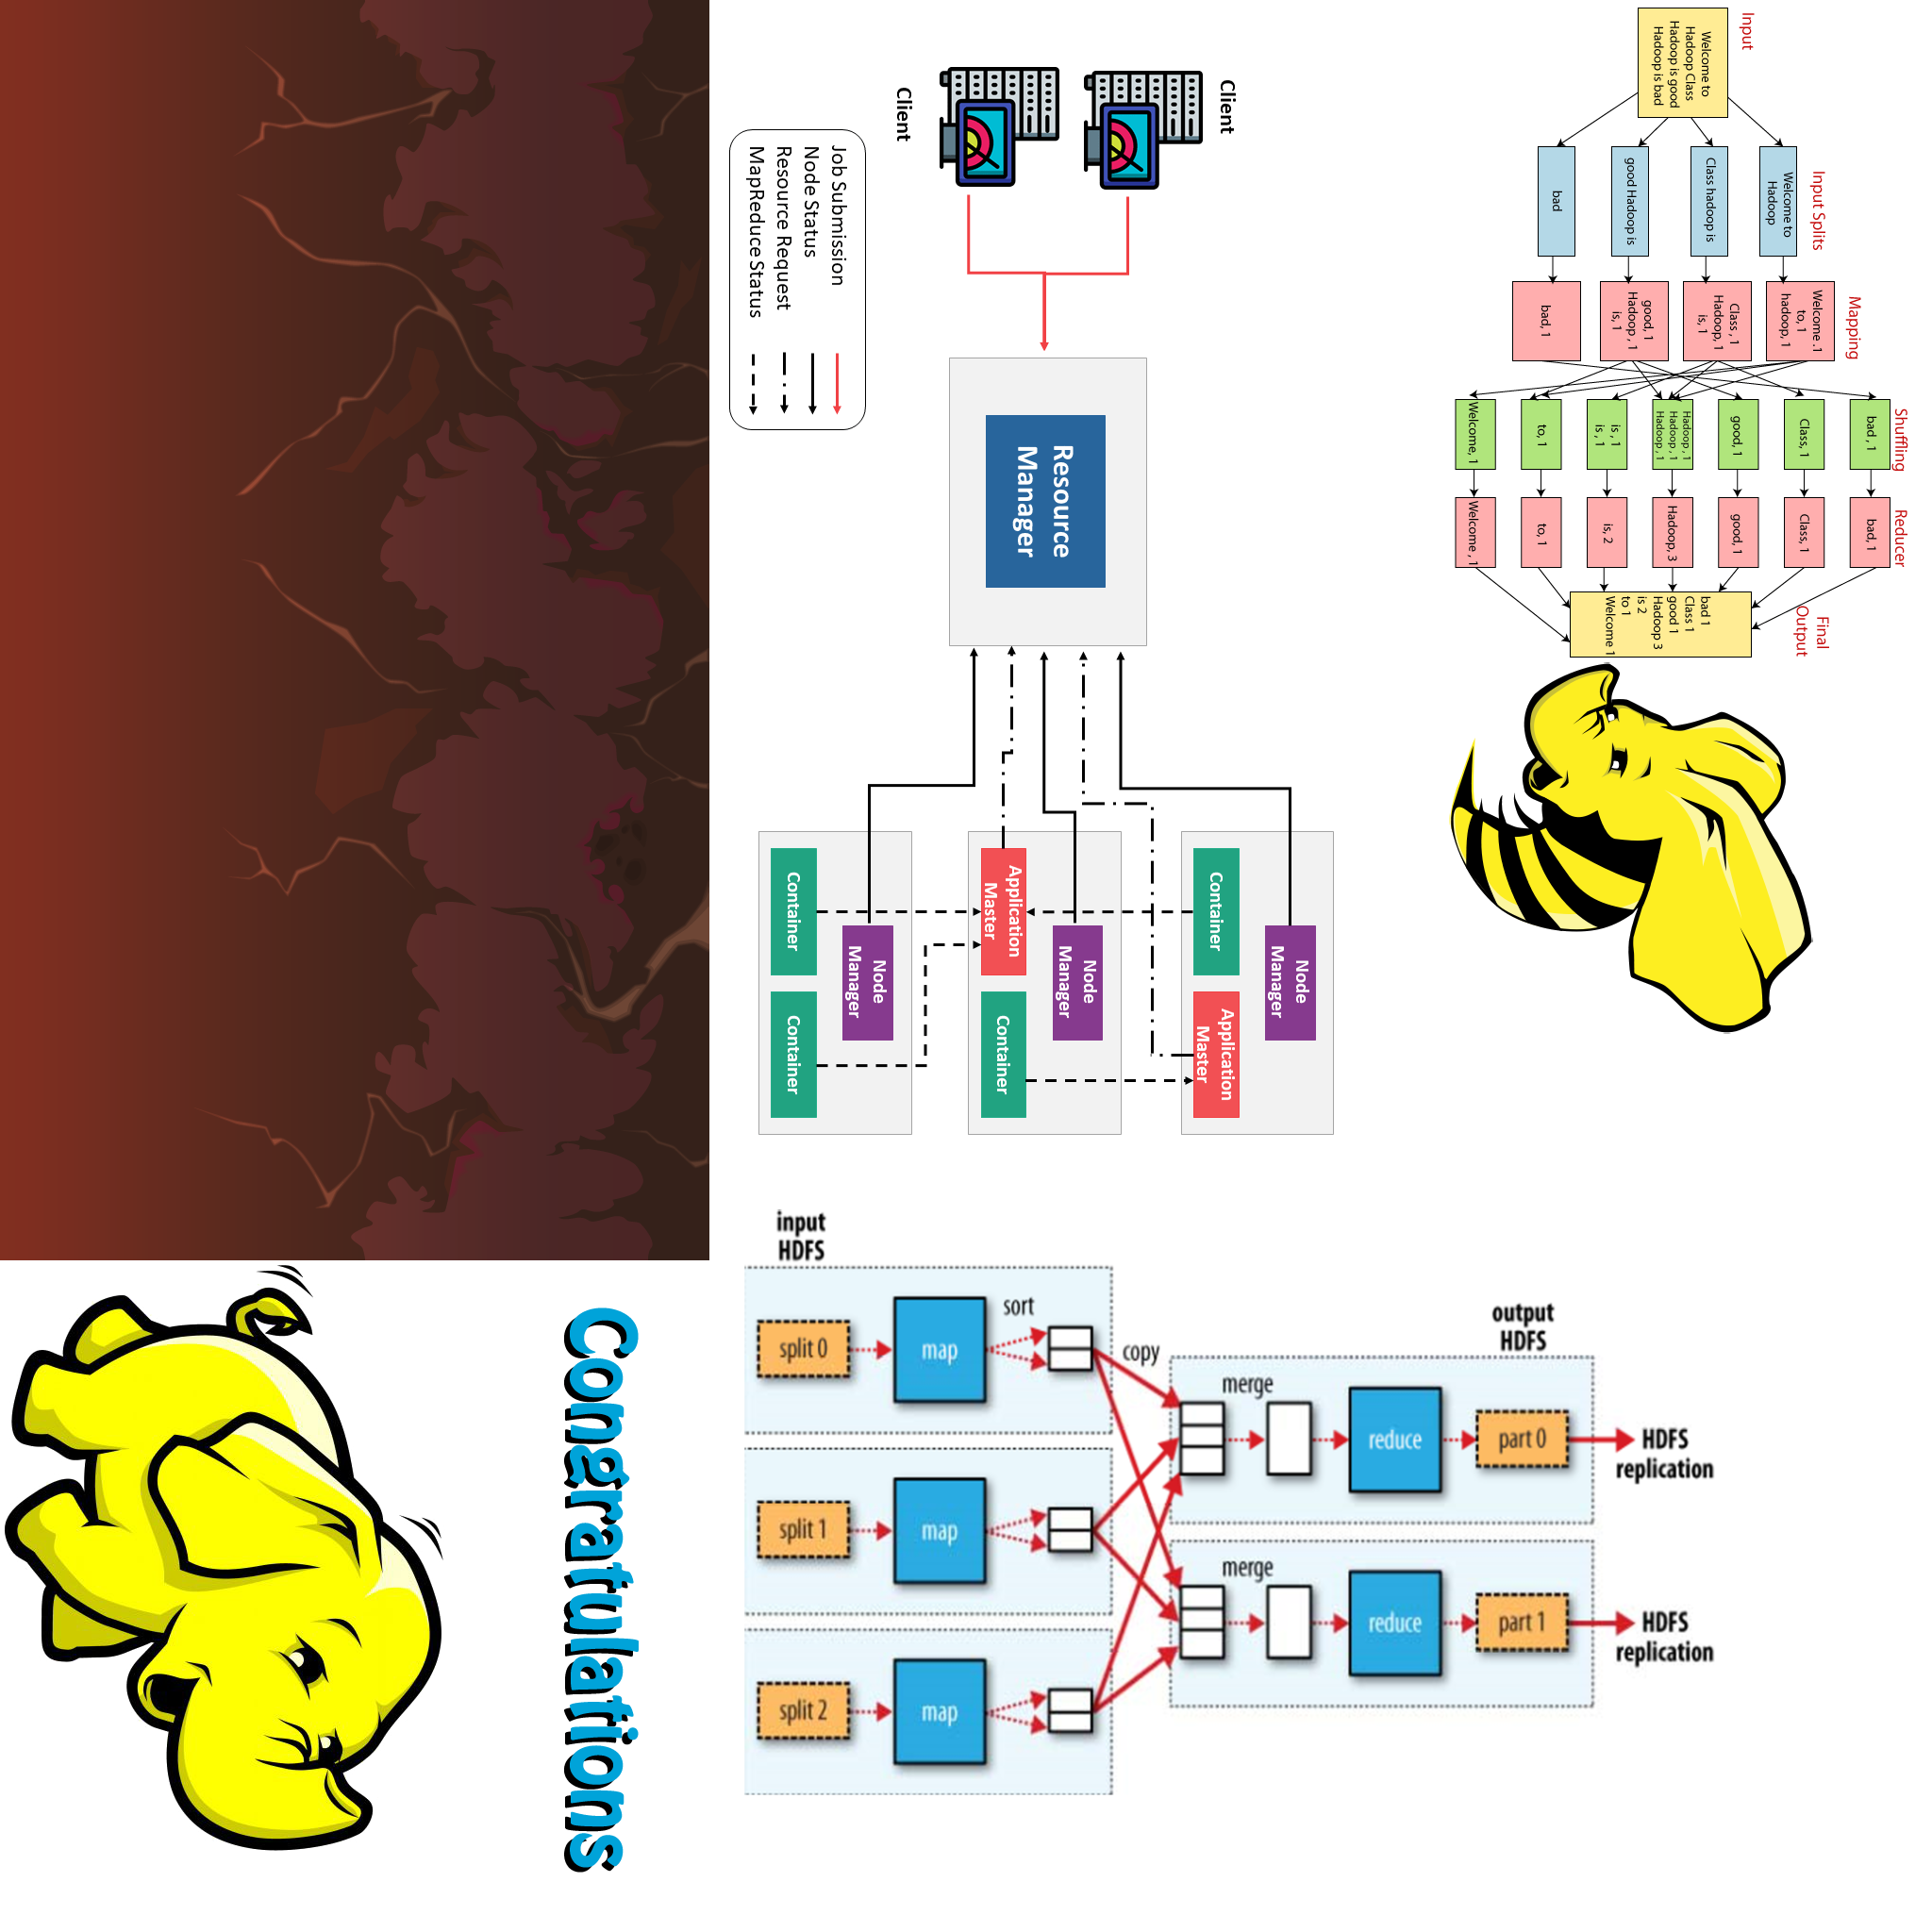 Input
Welcome to
Hadoop Class
Hadoop is good
Hadoop is bad
Input Splits
Welcome to
Hadoop
Class hadoop is
good Hadoop is
bad
Mapping
Welcome .1
to, 1
hadoop, 1
Class , 1
Hadoop, 1
is, 1
good, 1
Hadoop , 1
is, 1
bad, 1
Shuffling
bad , 1
Class, 1
good, 1
Hadoop , 1
Hadoop , 1
Hadoop , 1
is , 1
is , 1
to, 1
Welcome, 1
Reducer
bad, 1
Class, 1
good, 1
Hadoop, 3
is, 2
to, 1
Welcome , 1
Final
Output
bad 1
Class 1
good 1
Hadoop 3
is 2
to 1
Welcome 1
Client
Client
Job Submission
Node Status
Resource Request
MapReduce Status
Resource
Manager
Node
Manager
Container
Application
Master
Node
Manager
Application
Master
Container
Node
Manager
Container
Container
input
HDFS
split 0
map
sort
copy
split 1
map
split 2
map
output
HDFS
merge
reduce
part 0
HDFS
replication
merge
reduce
part 1
HDFS
replication
Congratulations